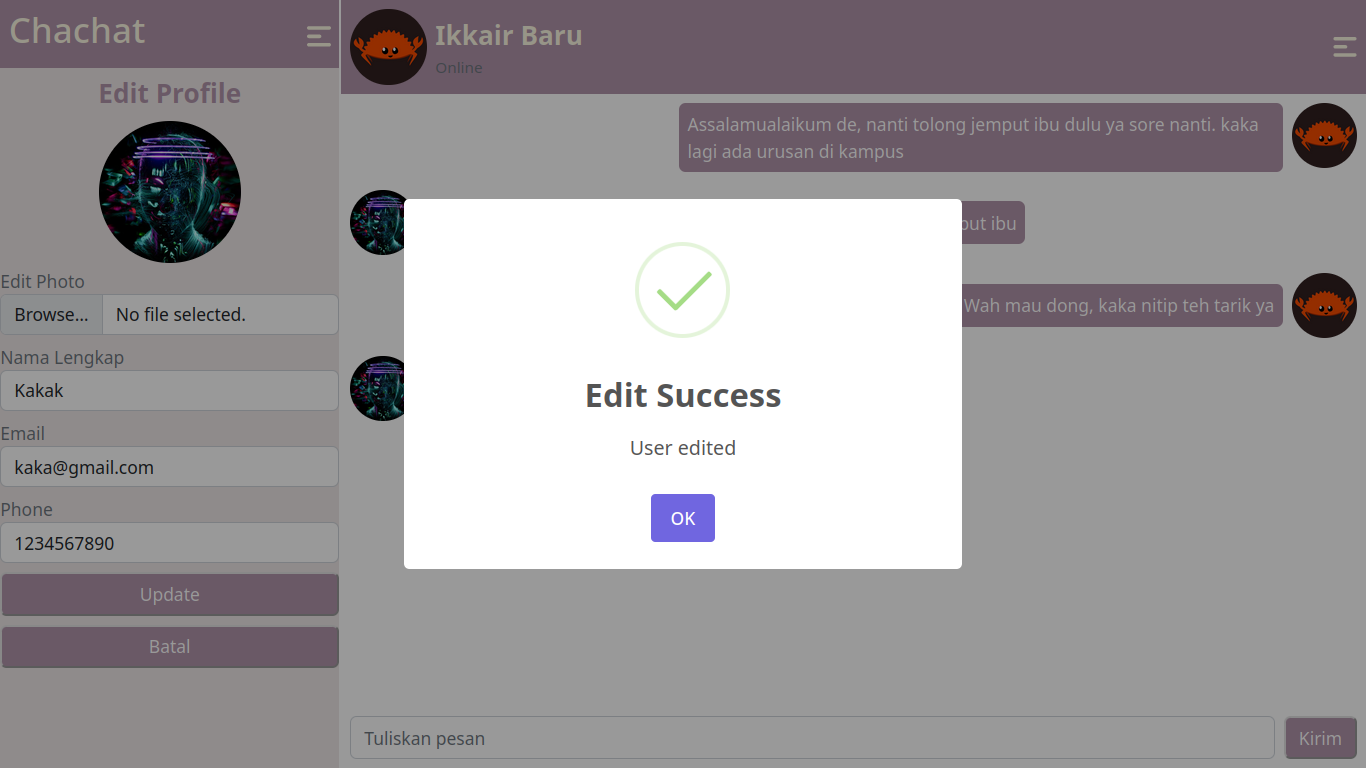 Chachat
Edit Profile
Edit Photo
Browse...
No file selected.
Nama Lengkap
Kakak
Email
kaka@gmail.com
Phone
1234567890
Update
Batal
Ikkair Baru
Online
Assalamualaikum de, nanti tolong jemput ibu dulu ya sore nanti. kaka
lagi ada urusan di kampus
ibu
Wah mau dong, kaka nitip teh tarik ya
Edit Success
User edited
OK
Tuliskan pesan
Kirim